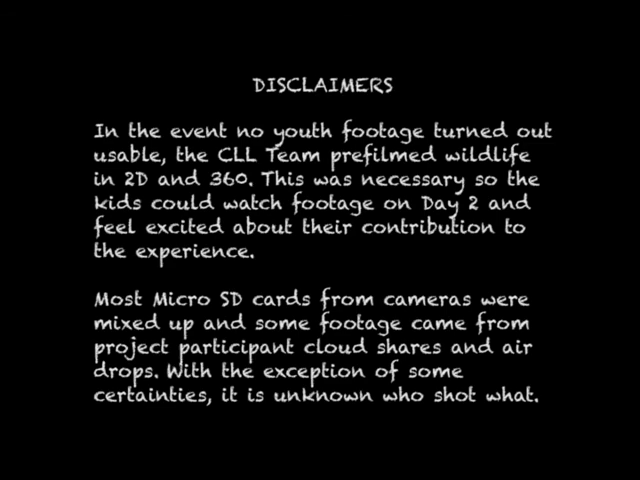 DISCLAIMERS
In the event no youth footage turned out
usable, the CLL Team prefilmed wildlife
in 2D and 360. This was necessary so the
kids could watch footage on Day 2 and
feel excited about their contribution to
the experience.
Most Micro SD cards from cameras were
mixed up and some footage came from
project participant cloud shares and air
drops. With the exception of some
certainties, it is unknown who shot what.